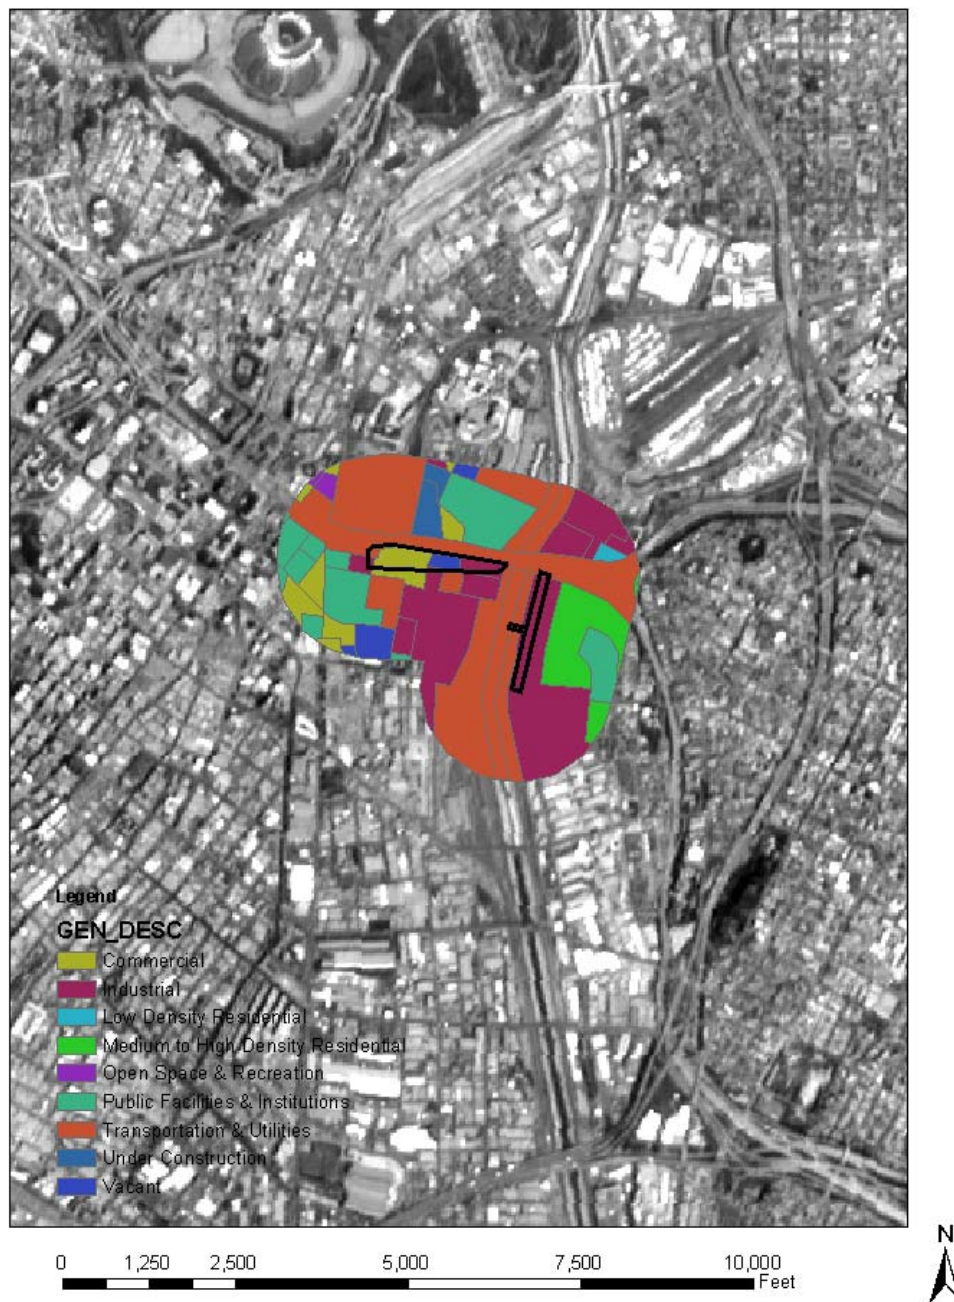 Legend
GEN_DESC
Commercial
Industrial
Low Density Residential
Medium to High Density Residential
Open Space & Recreation
Public Facilities & Institutions
Transportation & Utilities
Under Construction
Vacant
N
0 1,250 2,500 5,000 7,500 10,000
Feet